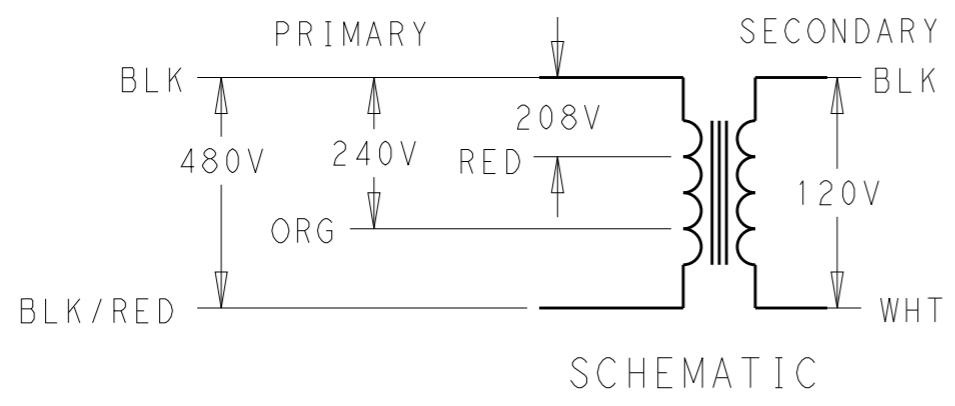 PRIMARY
SECONDARY
BLK
BLK
208V
480V
240V
RED
120V
ORG
BLK/RED
WHT
SCHEMATIC